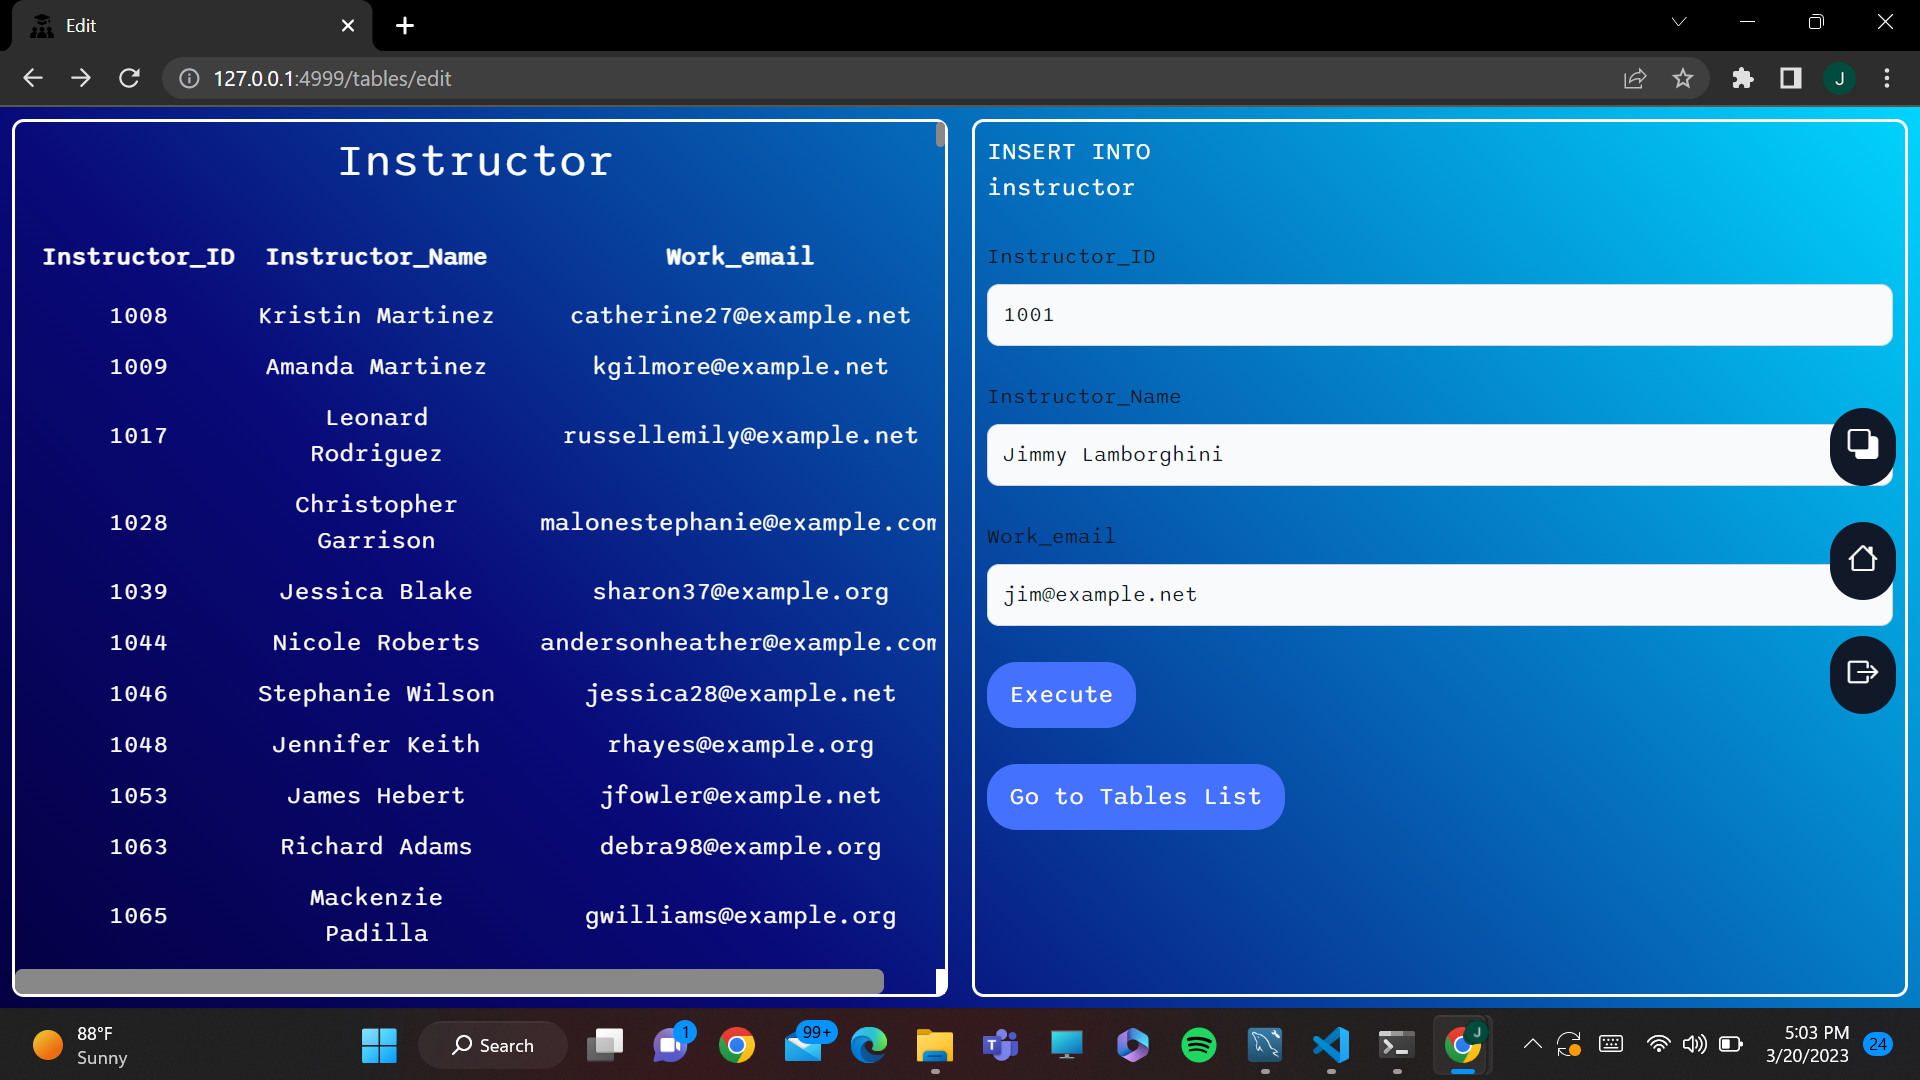 Edit
127.0.0.1:4999/tables/edit
J
Instructor
Instructor_ID Instructor_Name Work_email
1008 Kristin Martinez catherine27@example.net
1009 Amanda Martinez kgilmore@example.net
1017 Leonard Rodriguez russellemily@example.net
1028 Christopher Garrison malonestephanie@example.com
1039 Jessica Blake sharon37@example.org
1044 Nicole Roberts andersonheather@example.com
1046 Stephanie Wilson jessica28@example.net
1048 Jennifer Keith rhayes@example.org
1053 James Hebert jfowler@example.net
1063 Richard Adams debra98@example.org
1065 Mackenzie Padilla gwilliams@example.org
INSERT INTO
instructor
Instructor_ID
1001
Instructor_Name
Jimmy Lamborghini
Work_email
jim@example.net
Execute
Go to Tables List
88°F
Sunny
Search
1
99+
T
J
5:03 PM
3/20/2023
24